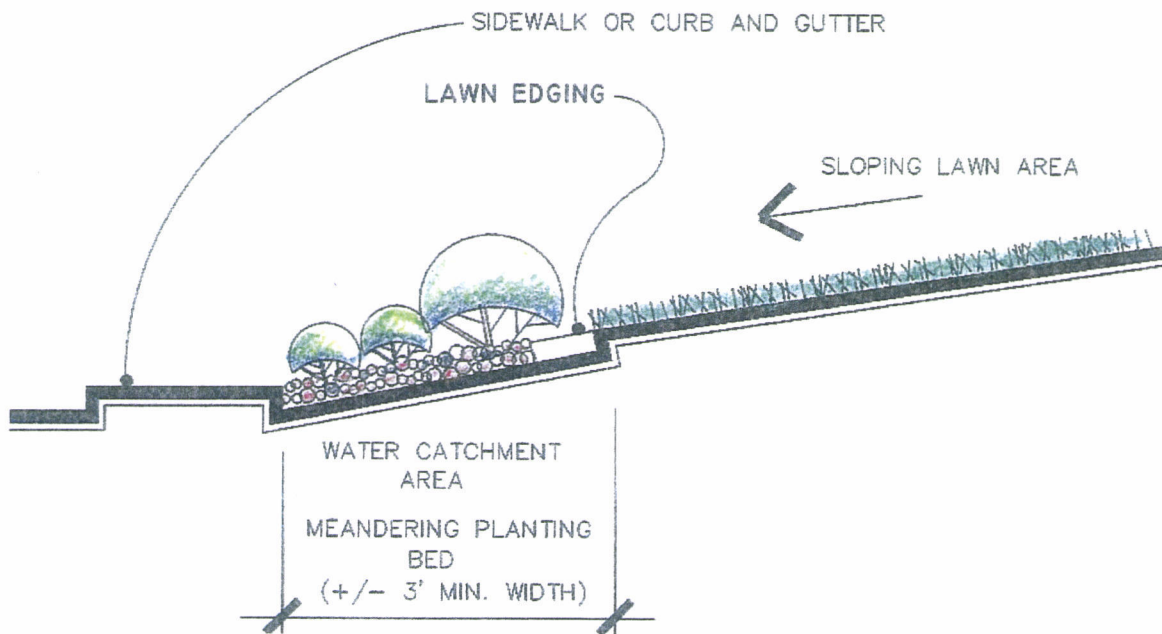 SIDEWALK OR CURB AND GUTTER
LAWN EDGING
SLOPING LAWN AREA
WATER CATCHMENT
AREA
MEANDERING PLANTING
BED
(+/- 3' MIN. WIDTH)